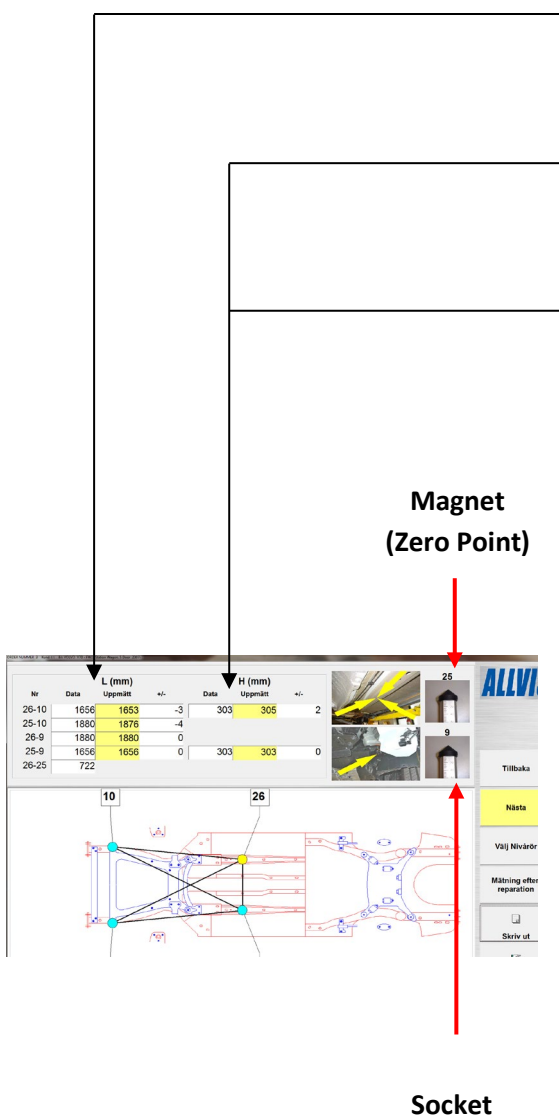 Magnet
(Zero Point)
L (mm) H (mm)
Nr Data Uppmätt +/- Data Uppmätt +/-
26-10 1656 1653 -3 303 305 2
25-10 1880 1876 -4
26-9 1880 1880 0
25-9 1656 1656 0 303 303 0
26-25 722
25
9
ALLVI
Tillbaka
Nästa
Välj Nivårör
Mätning efter
reparation
Skriv ut
10 26
Socket